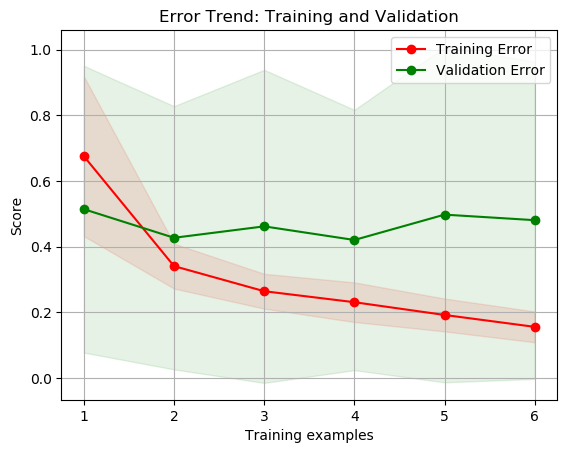 Error Trend: Training and Validation
Training Error
Validation Error
1.0
0.8
0.6
0.4
0.2
0.0
Score
1 2 3 4 5 6
Training examples